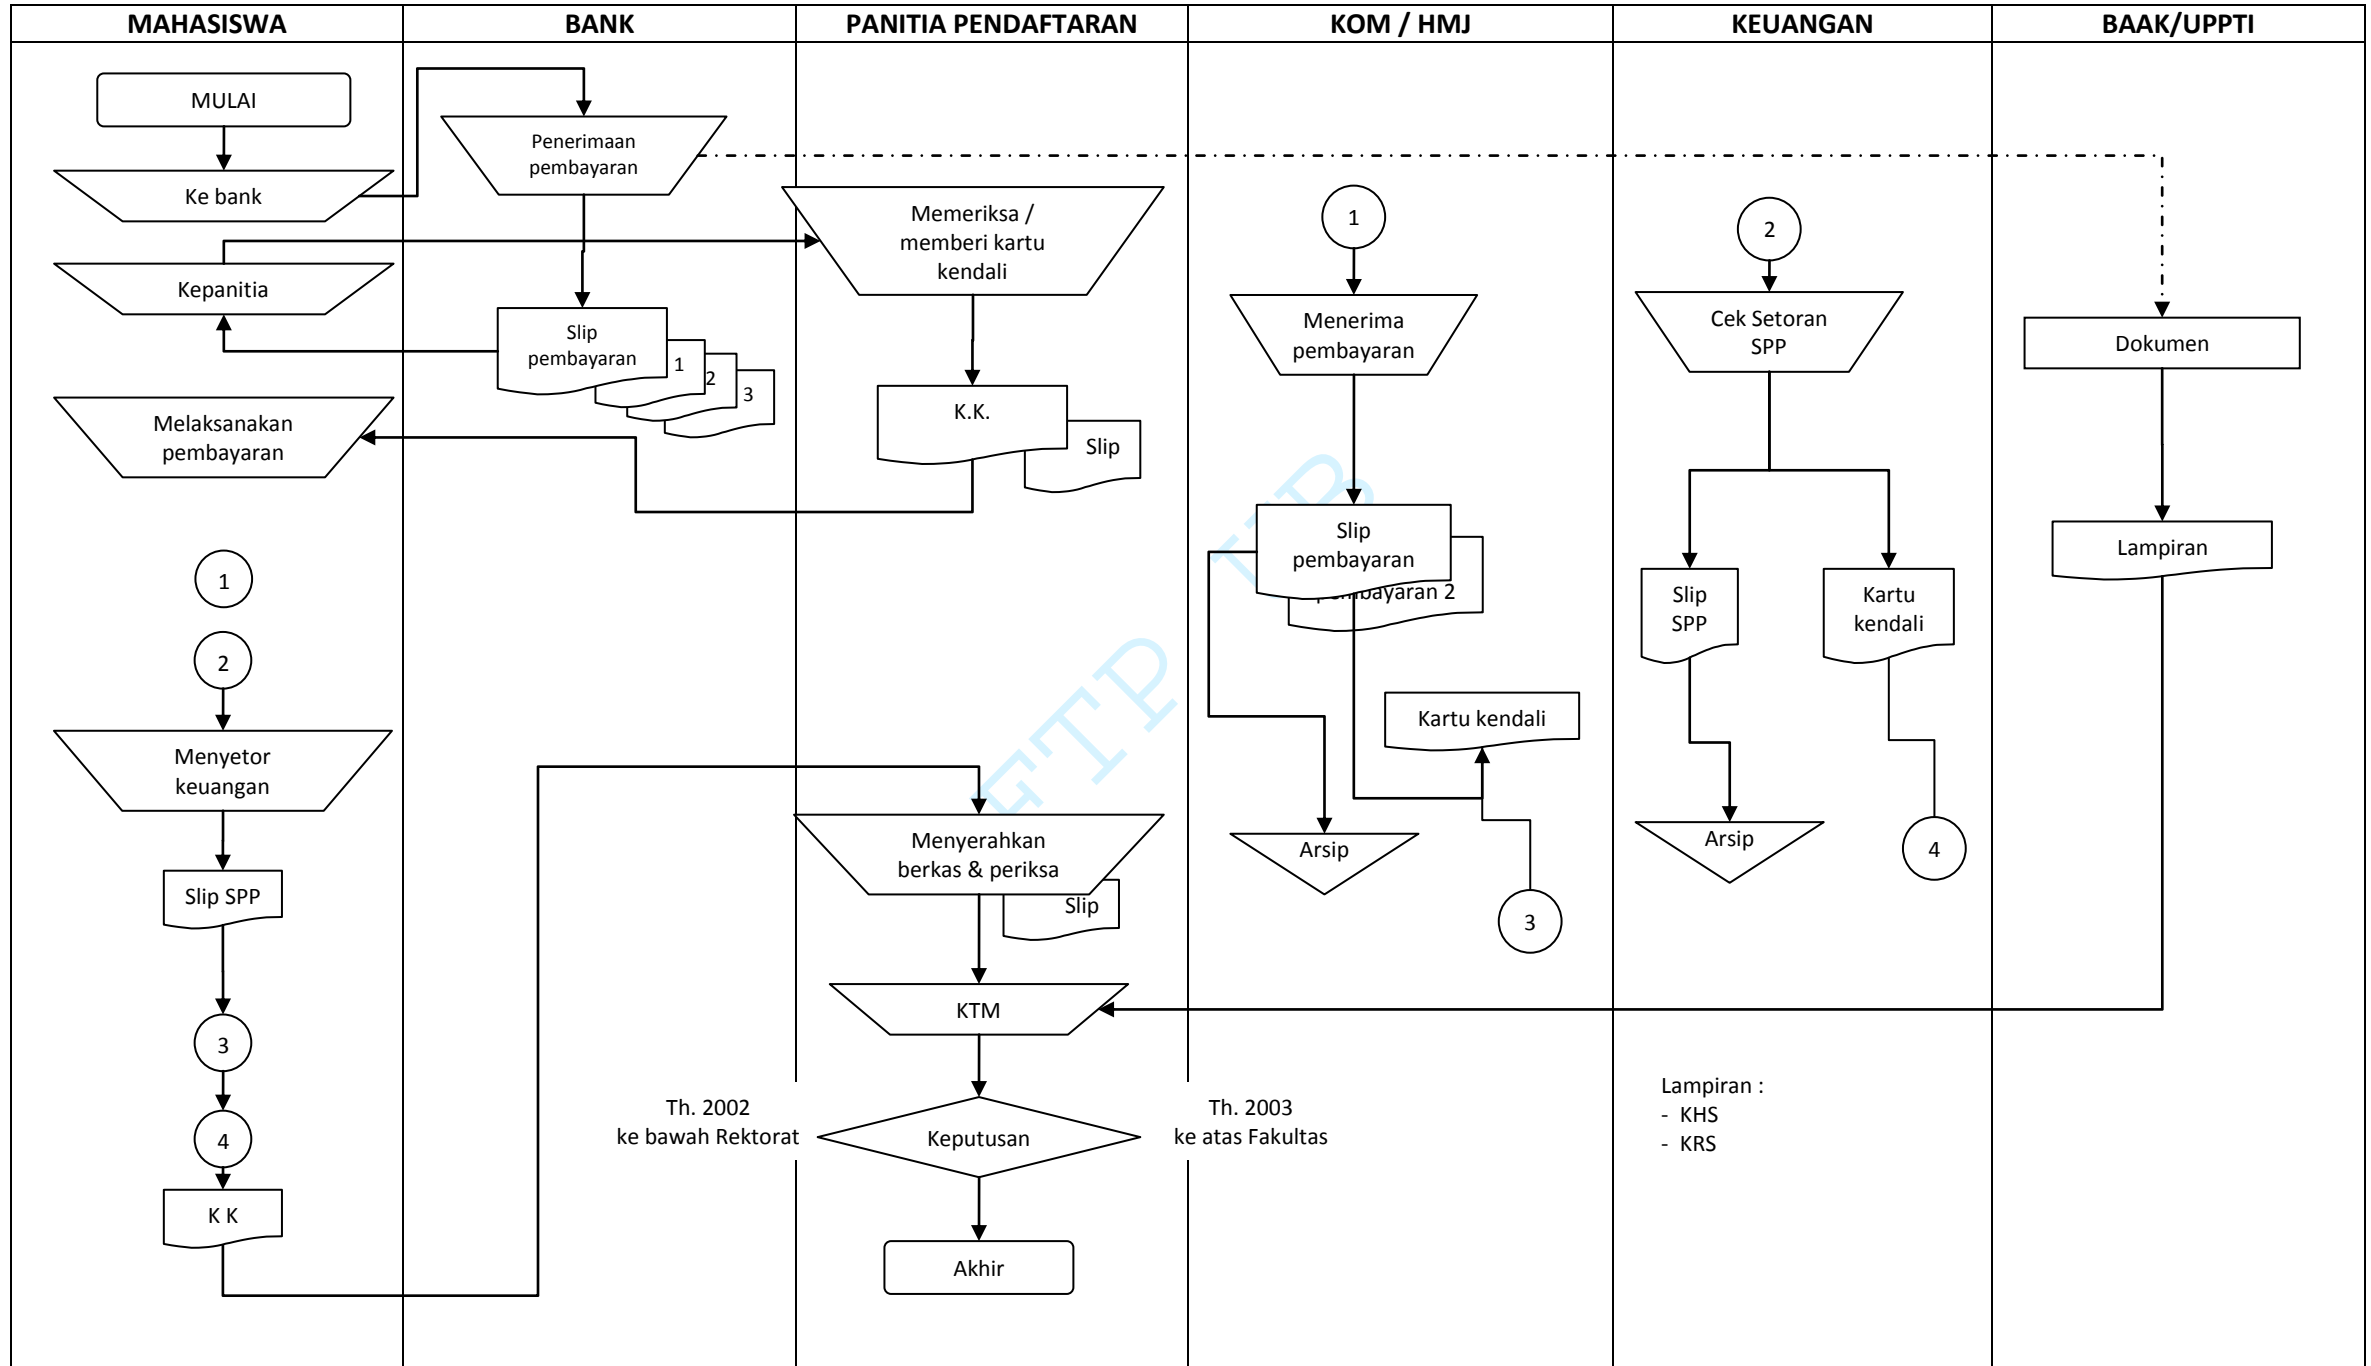 MAHASISWA
BANK
PANITIA PENDAFTARAN
KOM / HMJ
KEUANGAN
BAAK/UPPTI
MULAI
Ke bank
Kepanitia
Melaksanakan
pembayaran
1
2
Menyetor
keuangan
Slip SPP
3
4
K K
Penerimaan
pembayaran
Slip
pembayaran
1
2
3
Th. 2002
ke bawah Rektorat
Memeriksa /
memberi kartu
kendali
K.K.
Slip
Menyerahkan
berkas & periksa
Slip
KTM
Keputusan
Akhir
1
Menerima
pembayaran
Slip
pembayaran
pembayaran 2
Kartu kendali
Arsip
3
Th. 2003
ke atas Fakultas
2
Cek Setoran
SPP
Slip
SPP
Kartu
kendali
Arsip
4
Lampiran :
- KHS
- KRS
Dokumen
Lampiran
FTP